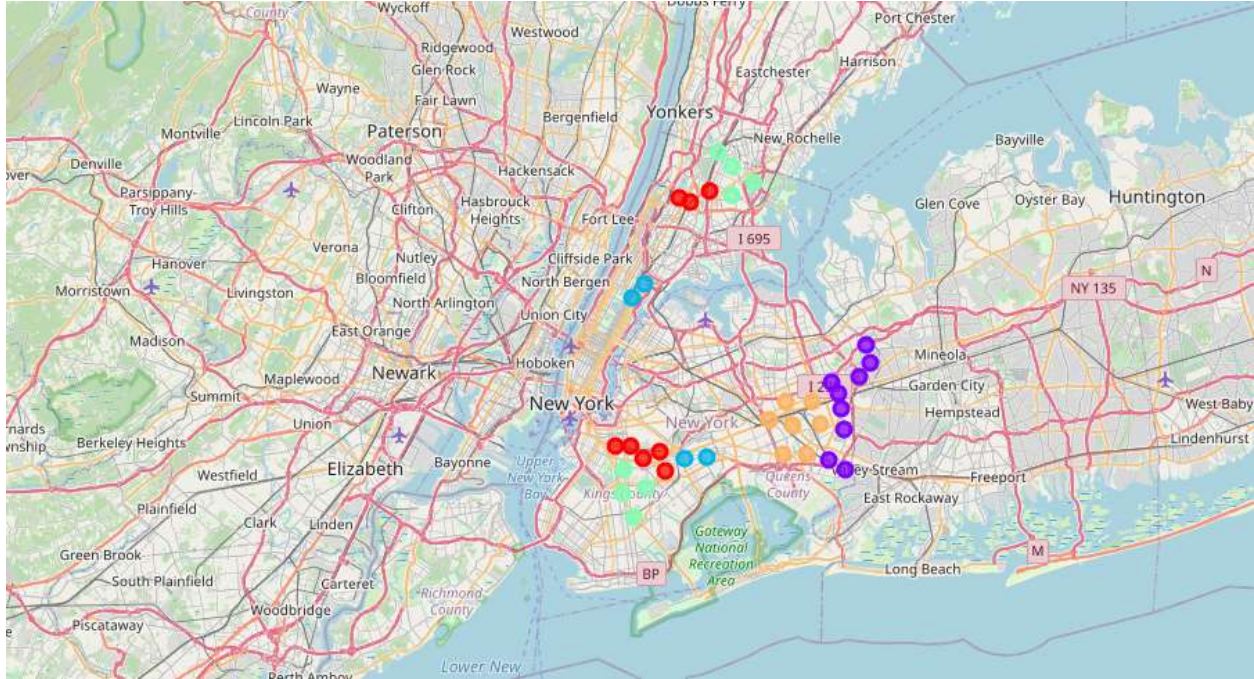 County
Wyckoff
Westwood
Dobbs Ferry
Port Chester
Ridgewood
Harrison
Glen Rock
Eastchester
Wayne
Fair Lawn
Yonkers
Lincoln Park
Bergenfield
Montville
Paterson
New Rochelle
Bayville
Denville
Woodland
Park
Hackensack
Parsippany-
Troy Hills
Clifton
Hasbrouck
Heights
Huntington
Glen Cove
Oyster Bay
Fort Lee
I 695
Verona
Nutley
Hanover
Cliffside Park
N
Bloomfield
North Bergen
Morristown
Livingston
NY 135
North Arlington
Union City
East Orange
Madison
Mineola
Hoboken
Maplewood
Newark
Garden City
Summit
New York
Hempstead
West Baby
Union
New York
Berkeley Heights
Lindenhurst
Elizabeth
Bayonne
Upper
New York
Bay
Westfield
Queens
County
Freeport
Plainfield
Kings County
East Rockaway
Linden
Clark
Gateway
National
Recreation
Area
Green Brook
M
Long Beach
BP
South Plainfield
Carteret
Richmond
County
Woodbridge
Piscataway
Lower New
Perth Amboy